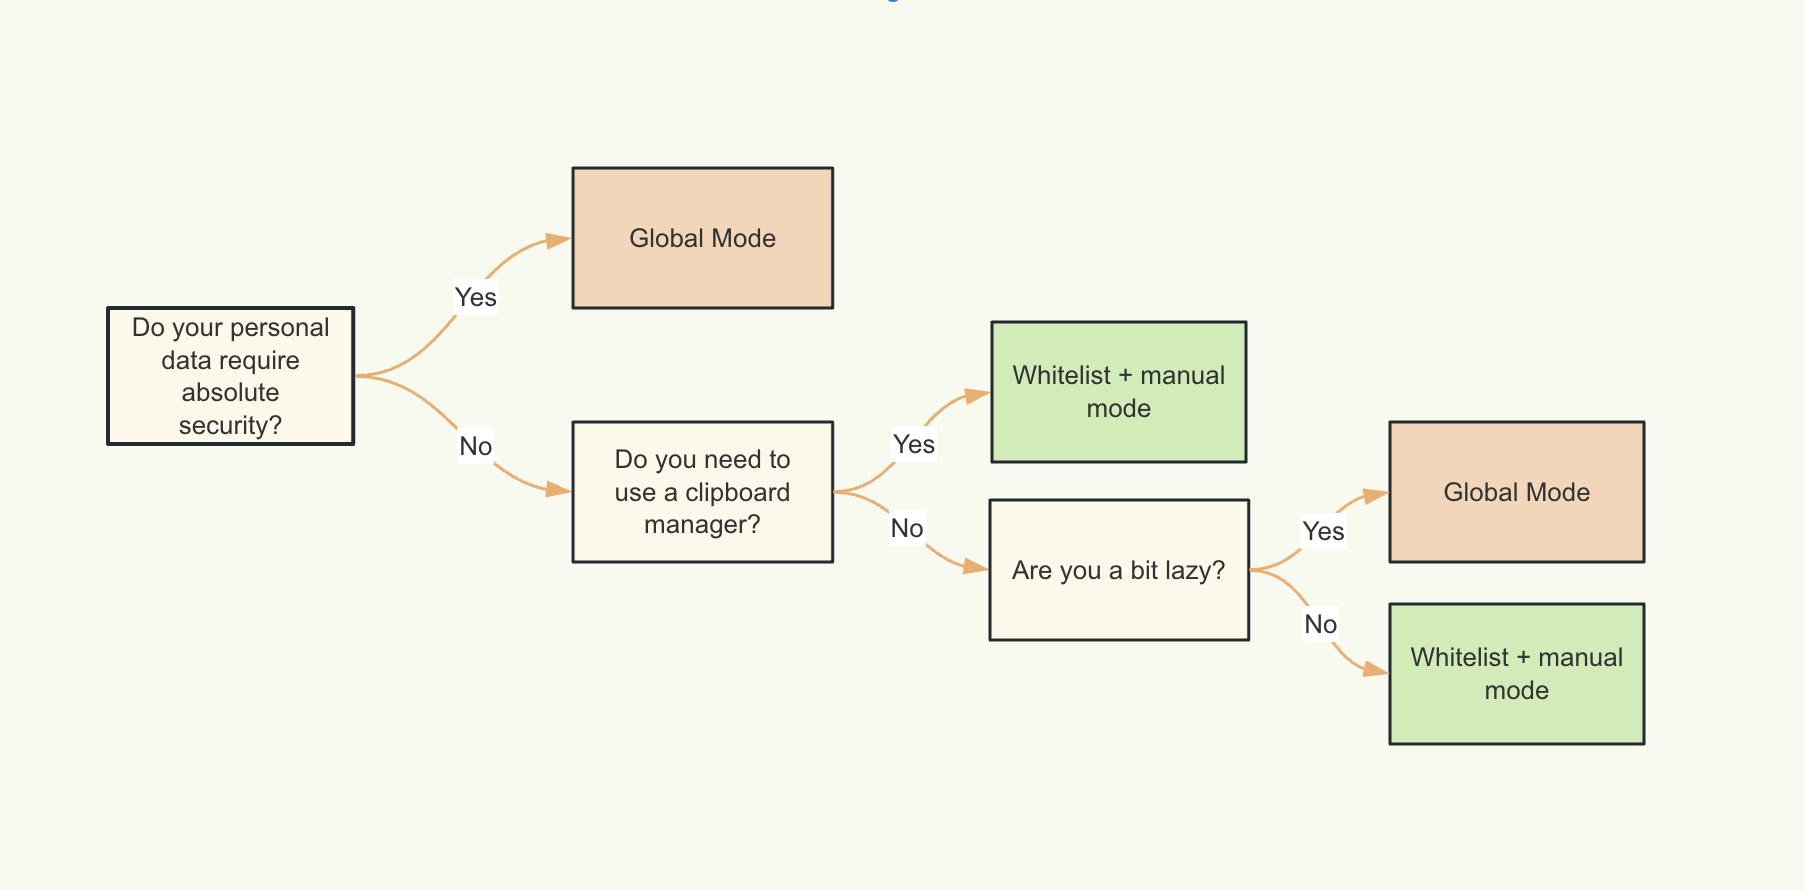 Global Mode
Yes
Do your personal
data require
absolute
security?
No
Do you need to
use a clipboard
manager?
Yes
Whitelist + manual
mode
No
Are you a bit lazy?
Yes
Global Mode
No
Whitelist + manual
mode